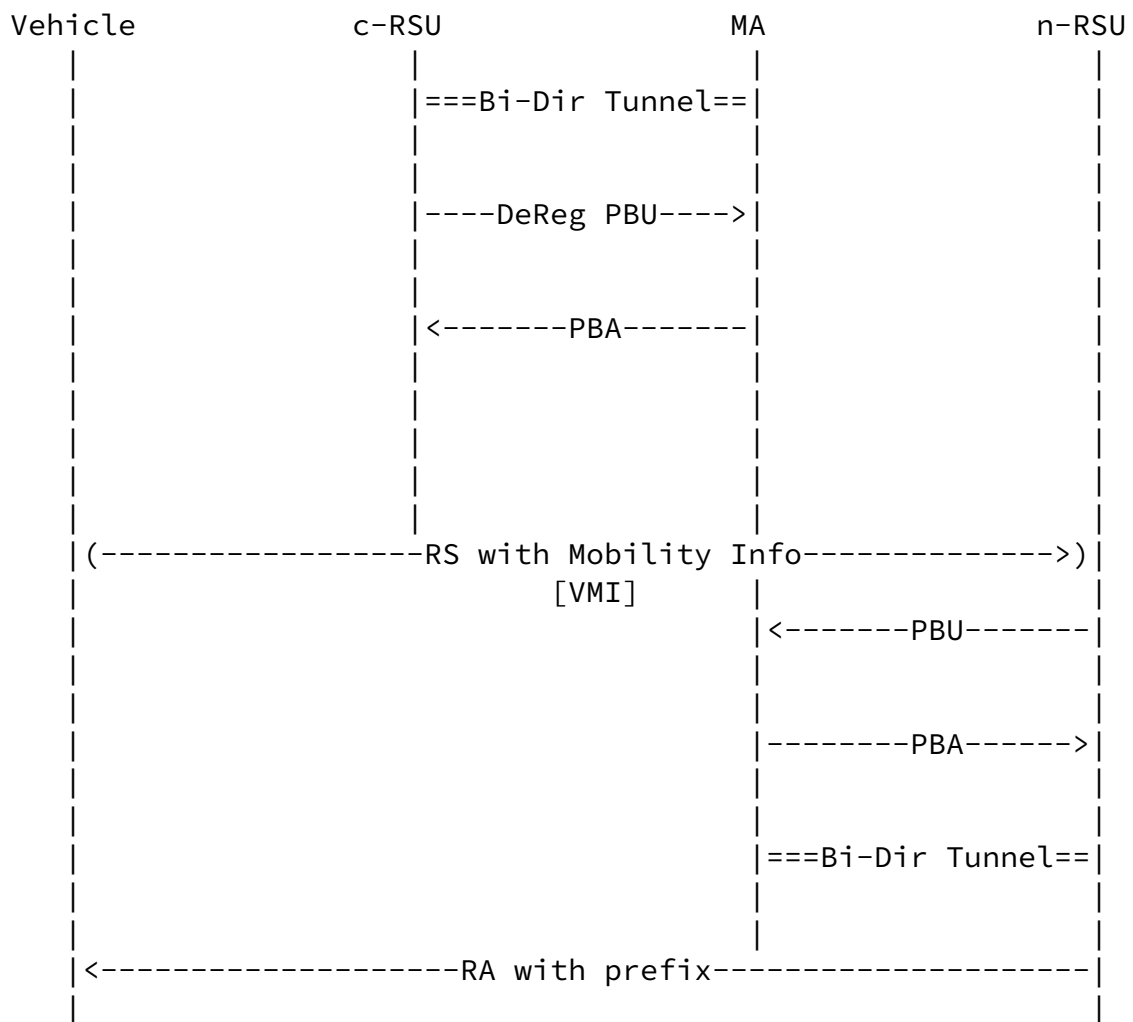 Vehicle c-RSU MA n-RSU
|===Bi-Dir Tunnel==|
|----DeReg PBU---->|
|<-------PBA-------|
|(------------------RS with Mobility Info-------------->)|
[VMI]
|<-------PBU-------|
|--------PBA------>|
|===Bi-Dir Tunnel==|
|<--------------------RA with prefix---------------------|